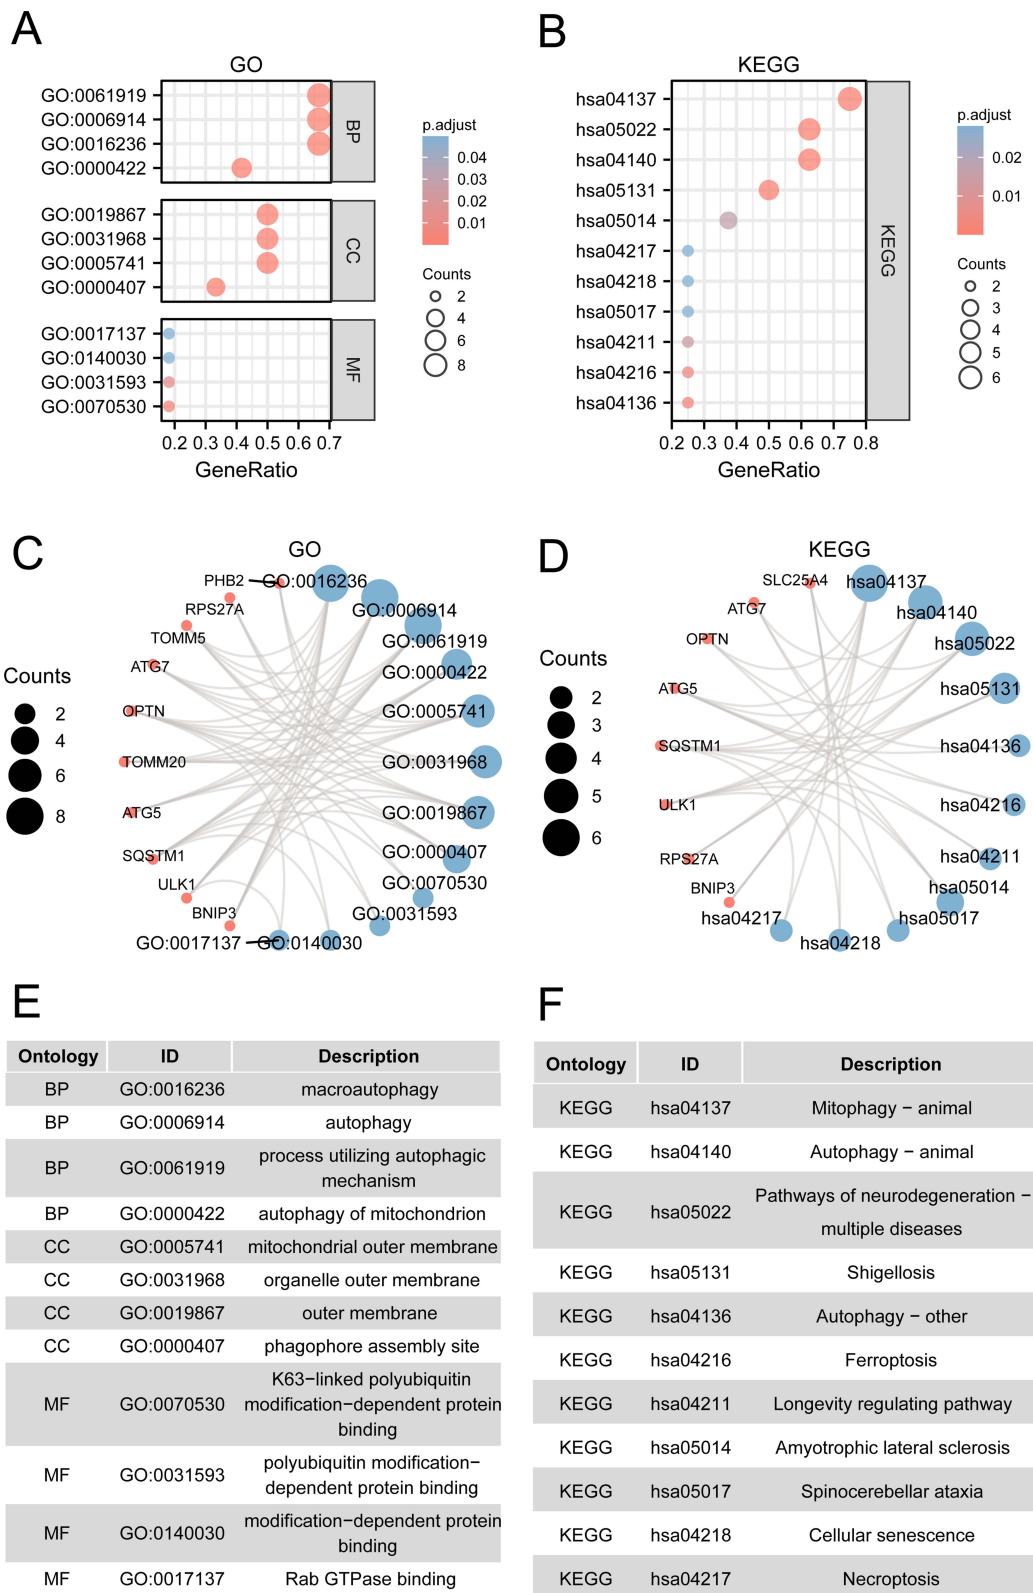 A
GO
GO:0061919
GO:0006914
GO:0016236
GO:0000422
BP
GO:0019867
GO:0031968
GO:0005741
GO:0000407
CC
GO:0017137
GO:0140030
GO:0031593
GO:0070530
MF
0.2 0.3 0.4 0.5 0.6 0.7
GeneRatio
p.adjust
0.04
0.03
0.02
0.01
Counts
2
4
6
8
B
KEGG
hsa04137
hsa05022
hsa04140
hsa05131
hsa05014
hsa04217
hsa04218
hsa05017
hsa04211
hsa04216
hsa04136
KEGG
0.2 0.3 0.4 0.5 0.6 0.7 0.8
GeneRatio
p.adjust
0.02
0.01
Counts
2
3
4
5
6
C
GO
PHB2
RPS27A
TOMM5
ATG7
OPTN
TOMM20
ATG5
SQSTM1
ULK1
BNIP3
GO:0016236
GO:0006914
GO:0061919
GO:0000422
GO:0005741
GO:0031968
GO:0019867
GO:0000407
GO:0070530
GO:0031593
GO:0140030
GO:0017137
Counts
2
4
6
8
D
KEGG
SLC25A4
ATG7
OPTN
ATG5
SQSTM1
ULK1
RPS27A
BNIP3
hsa04137
hsa04140
hsa05022
hsa05131
hsa04136
hsa04216
hsa04211
hsa05014
hsa05017
hsa04218
hsa04217
Counts
2
3
4
5
6
E
Ontology ID Description
BP GO:0016236 macroautophagy
BP GO:0006914 autophagy
BP GO:0061919 process utilizing autophagic
mechanism
BP GO:0000422 autophagy of mitochondrion
CC GO:0005741 mitochondrial outer membrane
CC GO:0031968 organelle outer membrane
CC GO:0019867 outer membrane
CC GO:0000407 phagophore assembly site
K63−linked polyubiquitin
MF GO:0070530 modification−dependent protein
binding
MF GO:0031593 polyubiquitin modification−
dependent protein binding
MF GO:0140030 modification−dependent protein
binding
MF GO:0017137 Rab GTPase binding
F
Ontology ID Description
KEGG hsa04137 Mitophagy − animal
KEGG hsa04140 Autophagy − animal
KEGG hsa05022 Pathways of neurodegeneration −
multiple diseases
KEGG hsa05131 Shigellosis
KEGG hsa04136 Autophagy − other
KEGG hsa04216 Ferroptosis
KEGG hsa04211 Longevity regulating pathway
KEGG hsa05014 Amyotrophic lateral sclerosis
KEGG hsa05017 Spinocerebellar ataxia
KEGG hsa04218 Cellular senescence
KEGG hsa04217 Necroptosis